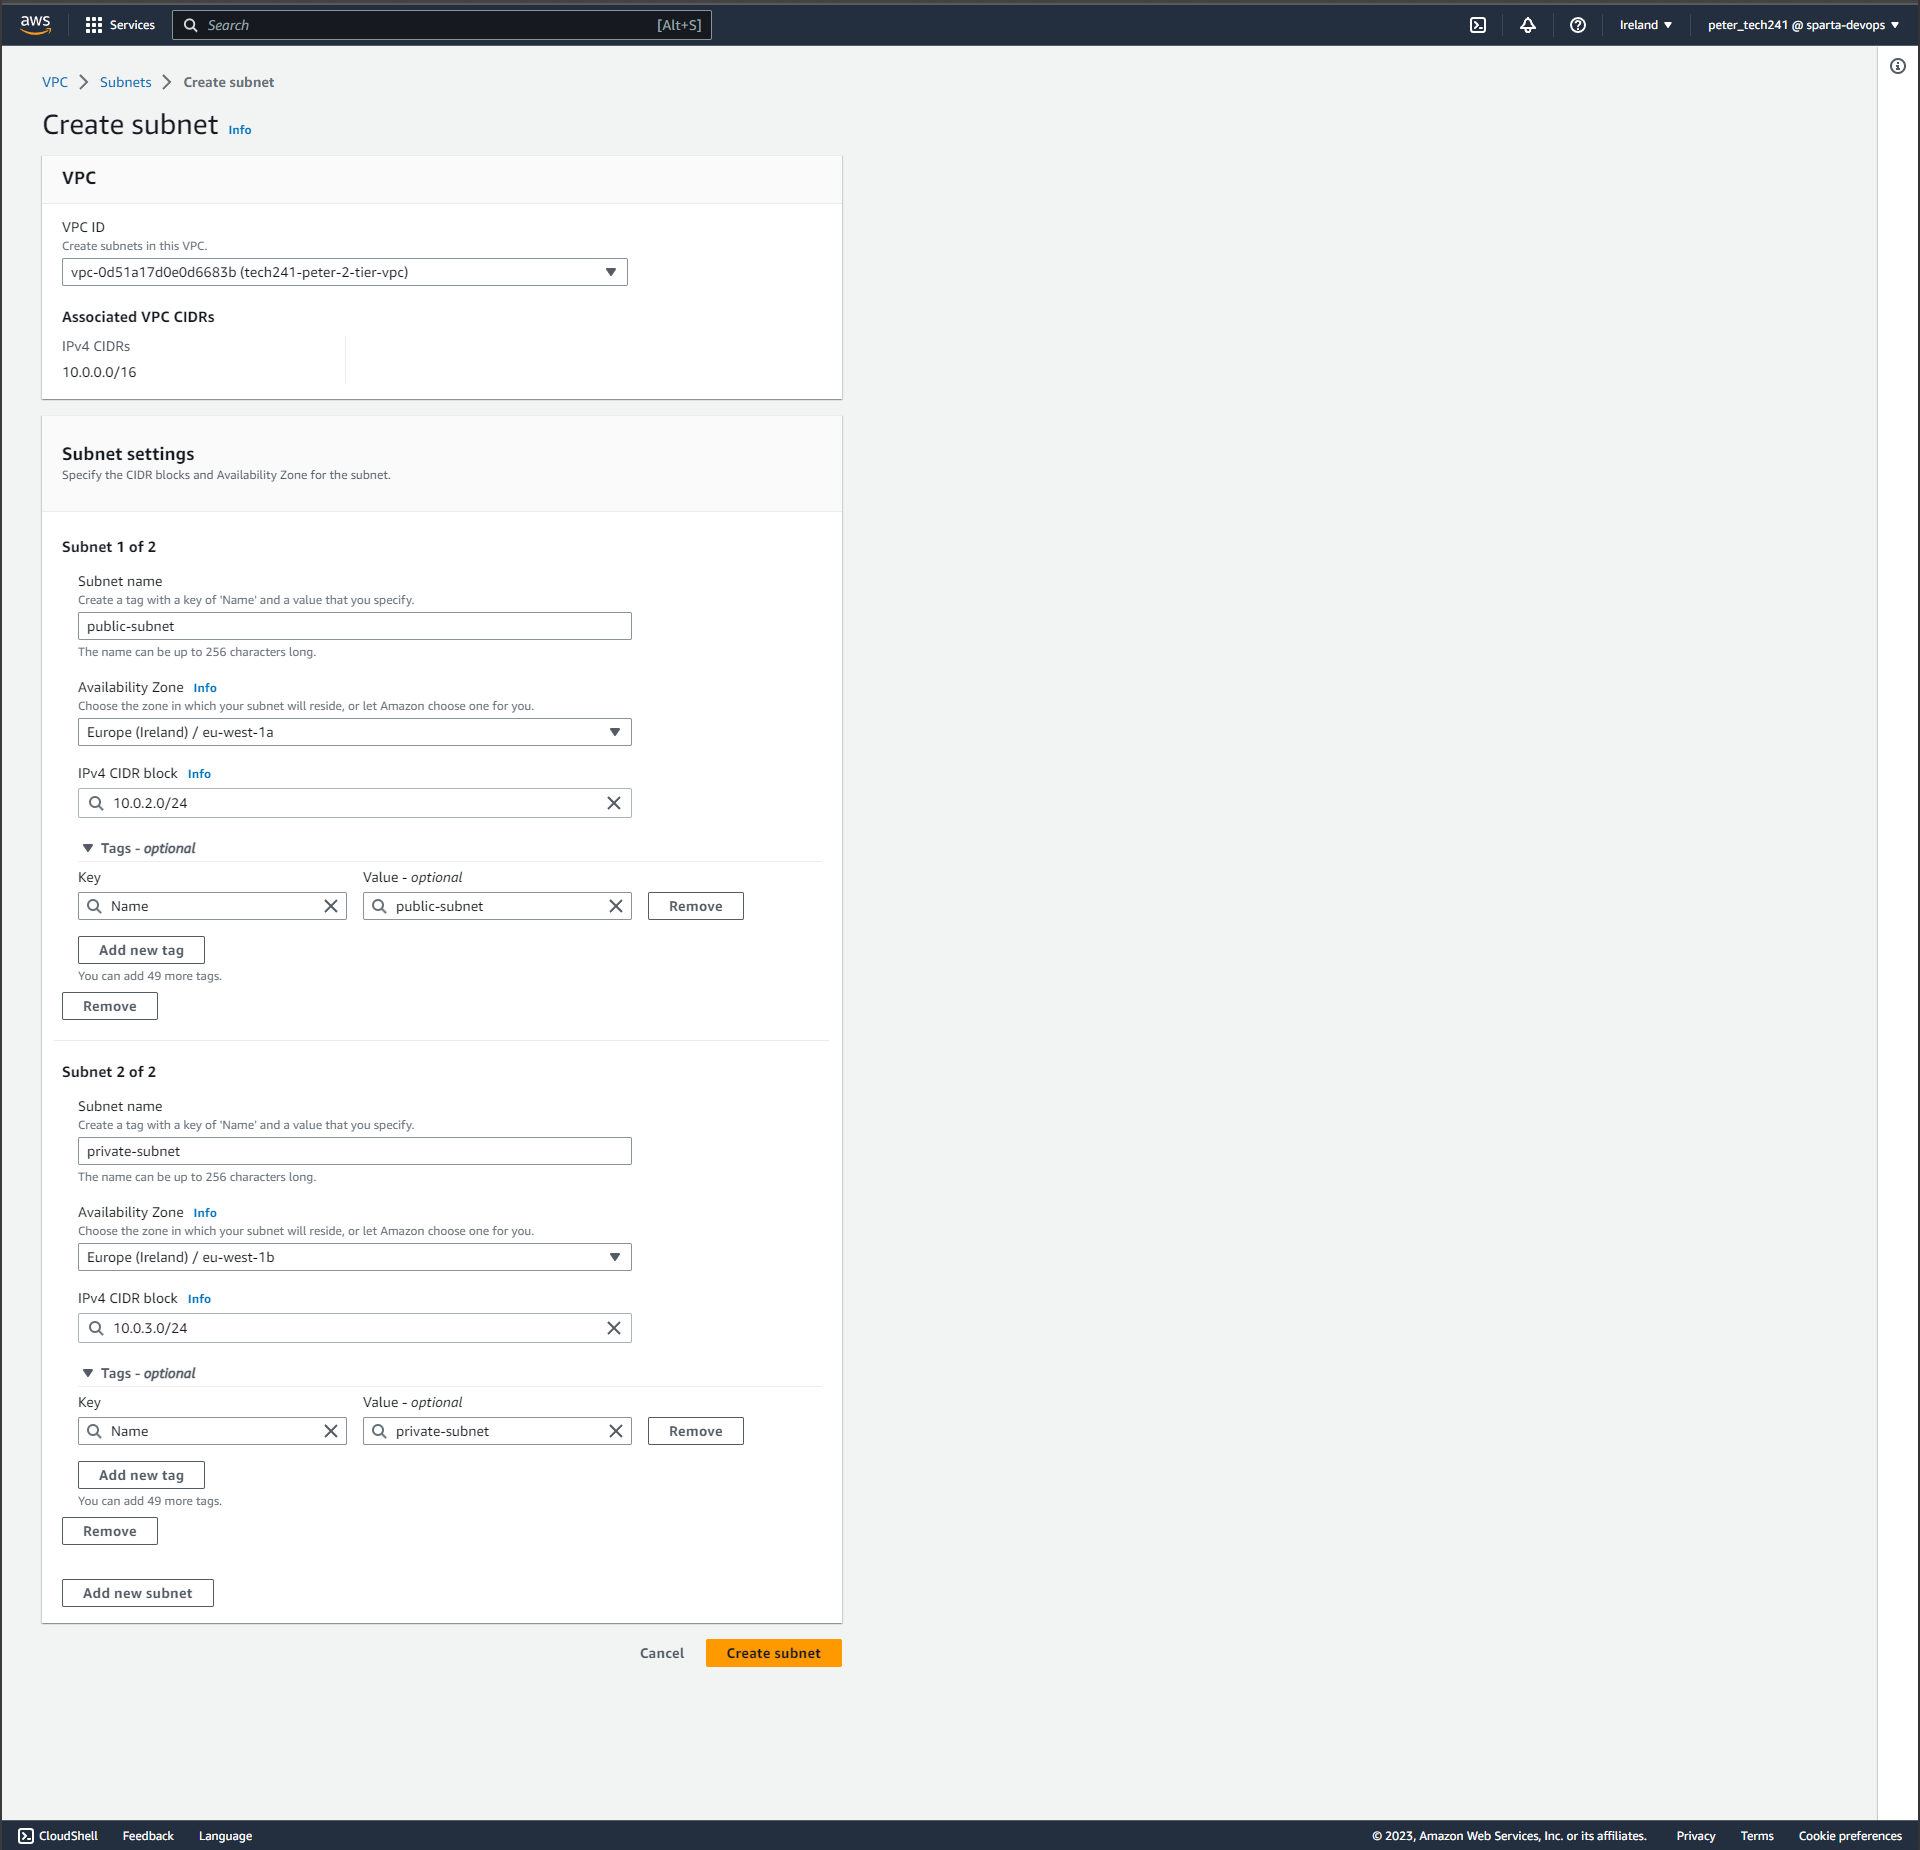 aws Services Search [Alt+S] Ireland peter_tech241 @ sparta-devops
VPC Subnets Create subnet
Create subnet Info
VPC
VPC ID
Create subnets in this VPC.
vpc-0d51a17d0e0d6683b (tech241-peter-2-tier-vpc)
Associated VPC CIDRs
IPv4 CIDRs
10.0.0.0/16
Subnet settings
Specify the CIDR blocks and Availability Zone for the subnet.
Subnet 1 of 2
Subnet name
Create a tag with a key of 'Name' and a value that you specify.
public-subnet
The name can be up to 256 characters long.
Availability Zone Info
Choose the zone in which your subnet will reside, or let Amazon choose one for you.
Europe (Ireland) / eu-west-1a
IPv4 CIDR block Info
10.0.2.0/24
Tags - optional
Key Value - optional
Name public-subnet Remove
Add new tag
You can add 49 more tags.
Remove
Subnet 2 of 2
Subnet name
Create a tag with a key of 'Name' and a value that you specify.
private-subnet
The name can be up to 256 characters long.
Availability Zone Info
Choose the zone in which your subnet will reside, or let Amazon choose one for you.
Europe (Ireland) / eu-west-1b
IPv4 CIDR block Info
10.0.3.0/24
Tags - optional
Key Value - optional
Name private-subnet Remove
Add new tag
You can add 49 more tags.
Remove
Add new subnet
Cancel Create subnet
CloudShell Feedback Language © 2023, Amazon Web Services, Inc. or its affiliates. Privacy Terms Cookie preferences